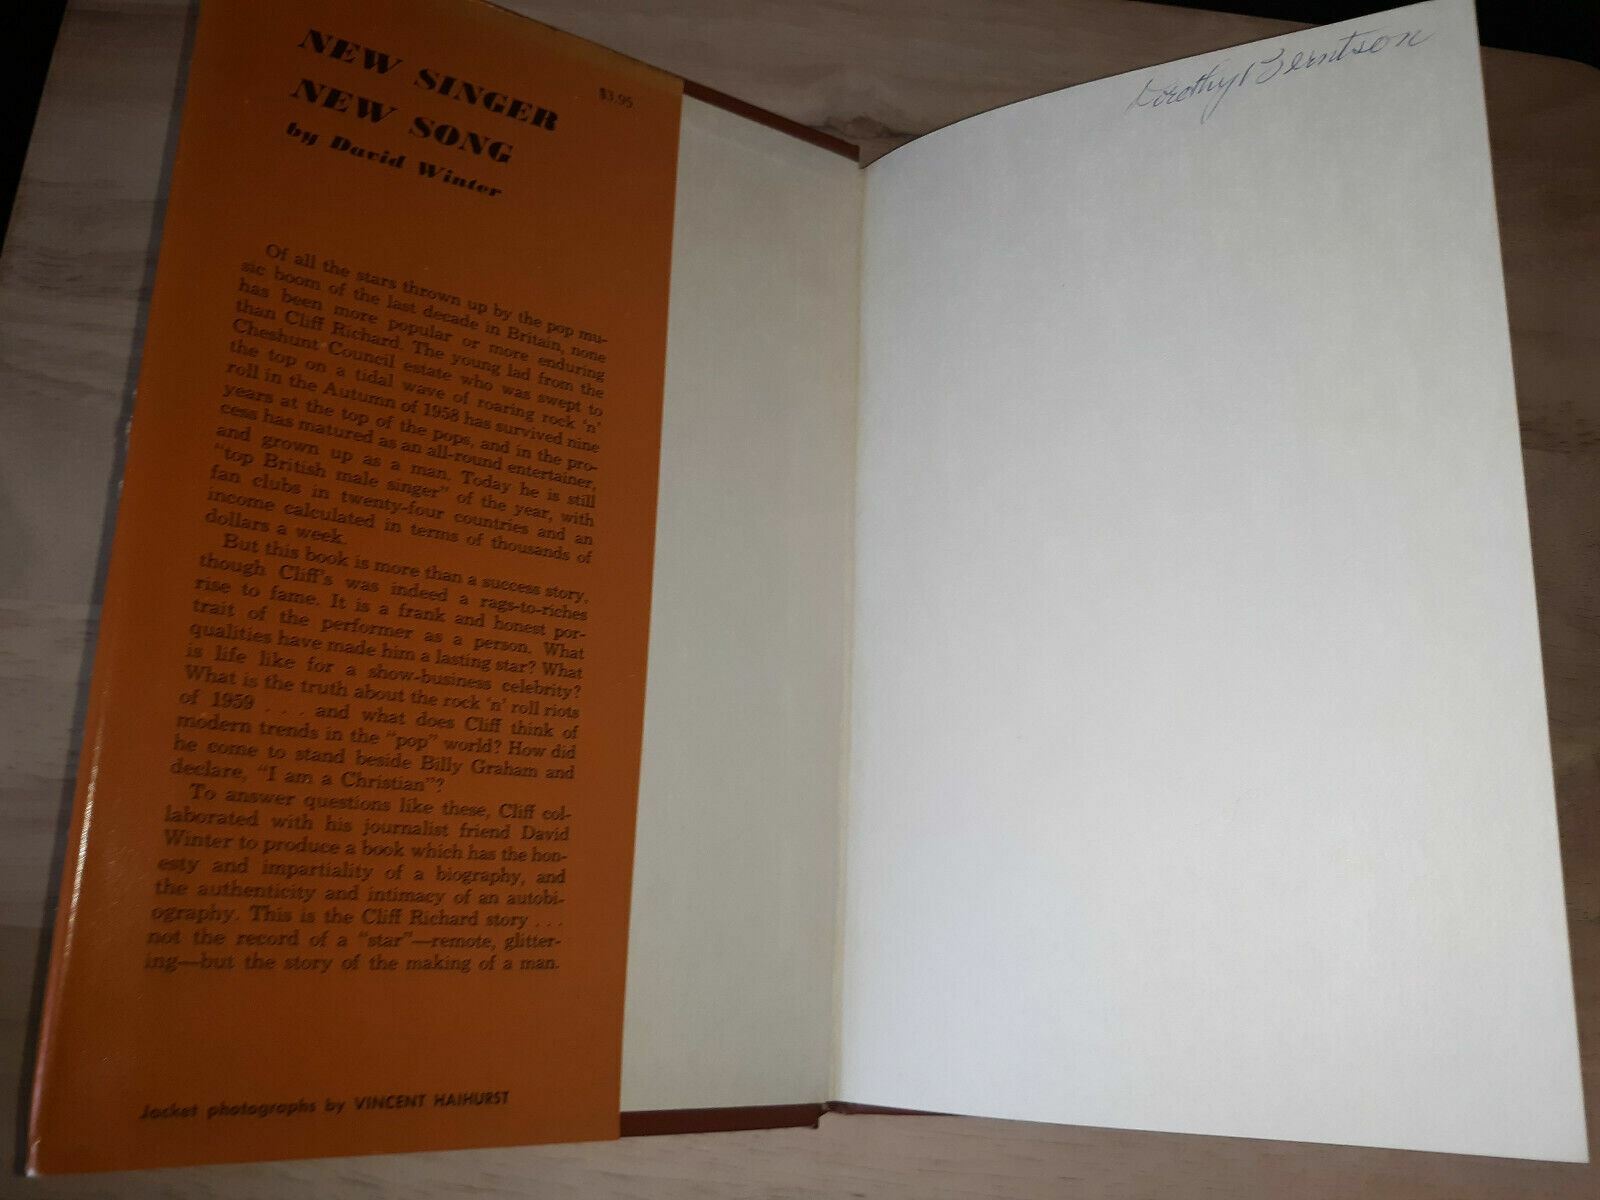 NEW SINGER
$3.95
NEW SONG
by David Winter
Of all the stars thrown up by the pop mu-
sic boom of the last decade in Britain, none
has been more popular or more enduring
than Cliff Richard. The young lad from the
Cheshunt Council estate who was swept to
the top on a tidal wave of roaring rock 'n'
roll in the Autumn of 1958 has survived nine
years at the top of the pops, and in the pro-
cess has matured as an all-round entertainer,
and grown up as a man. Today he is still
"top British male singer" of the year, with
fan clubs in twenty-four countries and an
income calculated in terms of thousands of
dollars a week.
But this book is more than a success story,
though Cliff's was indeed a rags-to-riches
rise to fame. It is a frank and honest por-
trait of the performer as a person. What
qualities have made him a lasting star? What
is life like for a show-business celebrity?
What is the truth about the rock 'n' roll riots
of 1959 . . . and what does Cliff think of
modern trends in the "pop" world? How did
he come to stand beside Billy Graham and
declare, "I am a Christian"?
To answer questions like these, Cliff col-
laborated with his journalist friend David
Winter to produce a book which has the hon-
esty and impartiality of a biography, and
the authenticity and intimacy of an autobi-
ography. This is the Cliff Richard story . . .
not the record of a "star"—remote, glitter-
ing—but the story of the making of a man.
Jacket photographs by VINCENT HAIHURST
Dorothy Berntson